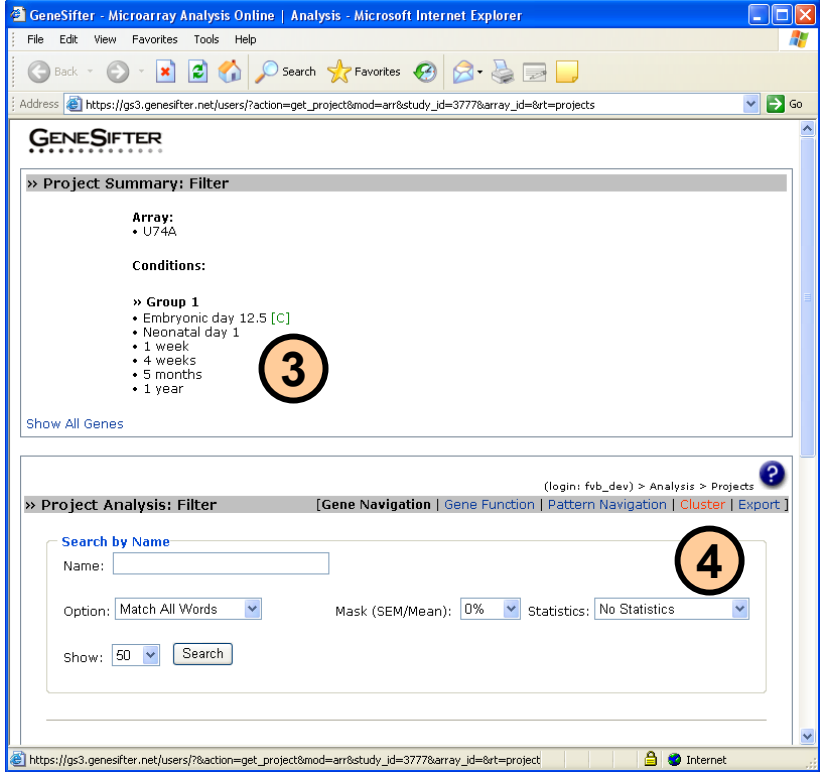 GeneSifter - Microarray Analysis Online | Analysis - Microsoft Internet Explorer
File Edit View Favorites Tools Help
Back Search Favorites
Address https://gs3.genesifter.net/users/?action=get_project&mod=arr&study_id=3777&array_id=&rt=projects Go
GENESIFTER
» Project Summary: Filter
Array:
• U74A
Conditions:
» Group 1
• Embryonic day 12.5 [C]
• Neonatal day 1
• 1 week
• 4 weeks
• 5 months
• 1 year
3
Show All Genes
?
(login: fvb_dev) > Analysis > Projects
» Project Analysis: Filter [Gene Navigation | Gene Function | Pattern Navigation | Cluster | Export ]
Search by Name
Name:
4
Option: Match All Words Mask (SEM/Mean): 0% Statistics: No Statistics
Show: 50 Search
https://gs3.genesifter.net/users/?&action=get_project&mod=arr&study_id=3777&array_id=&rt=project Internet